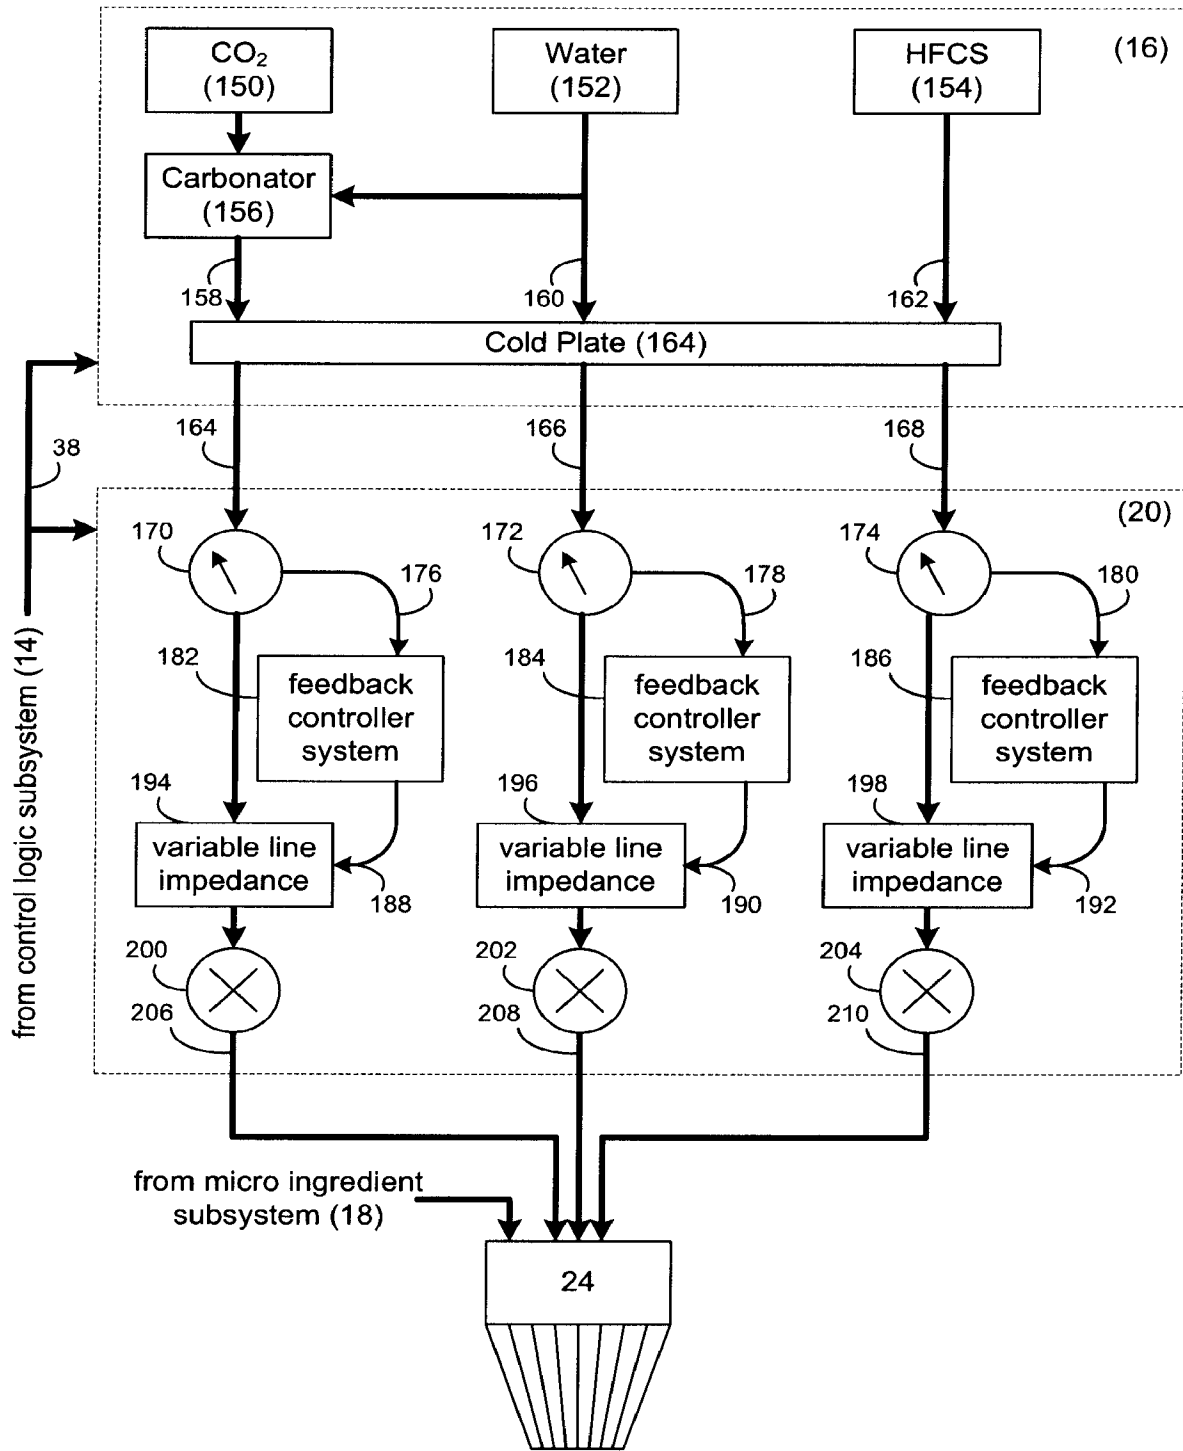 CO₂
(150)
Water
(152)
HFCS
(154)
(16)
Carbonator
(156)
158
160
162
Cold Plate (164)
164
166
168
38
from control logic subsystem (14)
(20)
170
172
174
176
178
180
182
184
186
feedback
controller
system
feedback
controller
system
feedback
controller
system
194
196
198
variable line
impedance
variable line
impedance
variable line
impedance
188
190
192
200
202
204
206
208
210
from micro ingredient
subsystem (18)
24